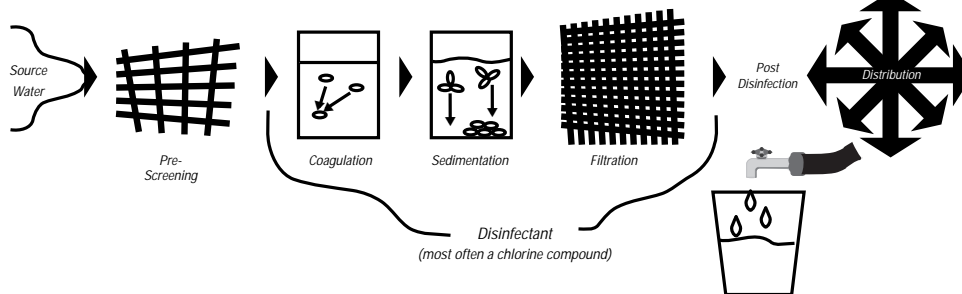 Source
Water
Pre-
Screening
Coagulation
Sedimentation
Filtration
Post
Disinfection
Distribution
Disinfectant
(most often a chlorine compound)